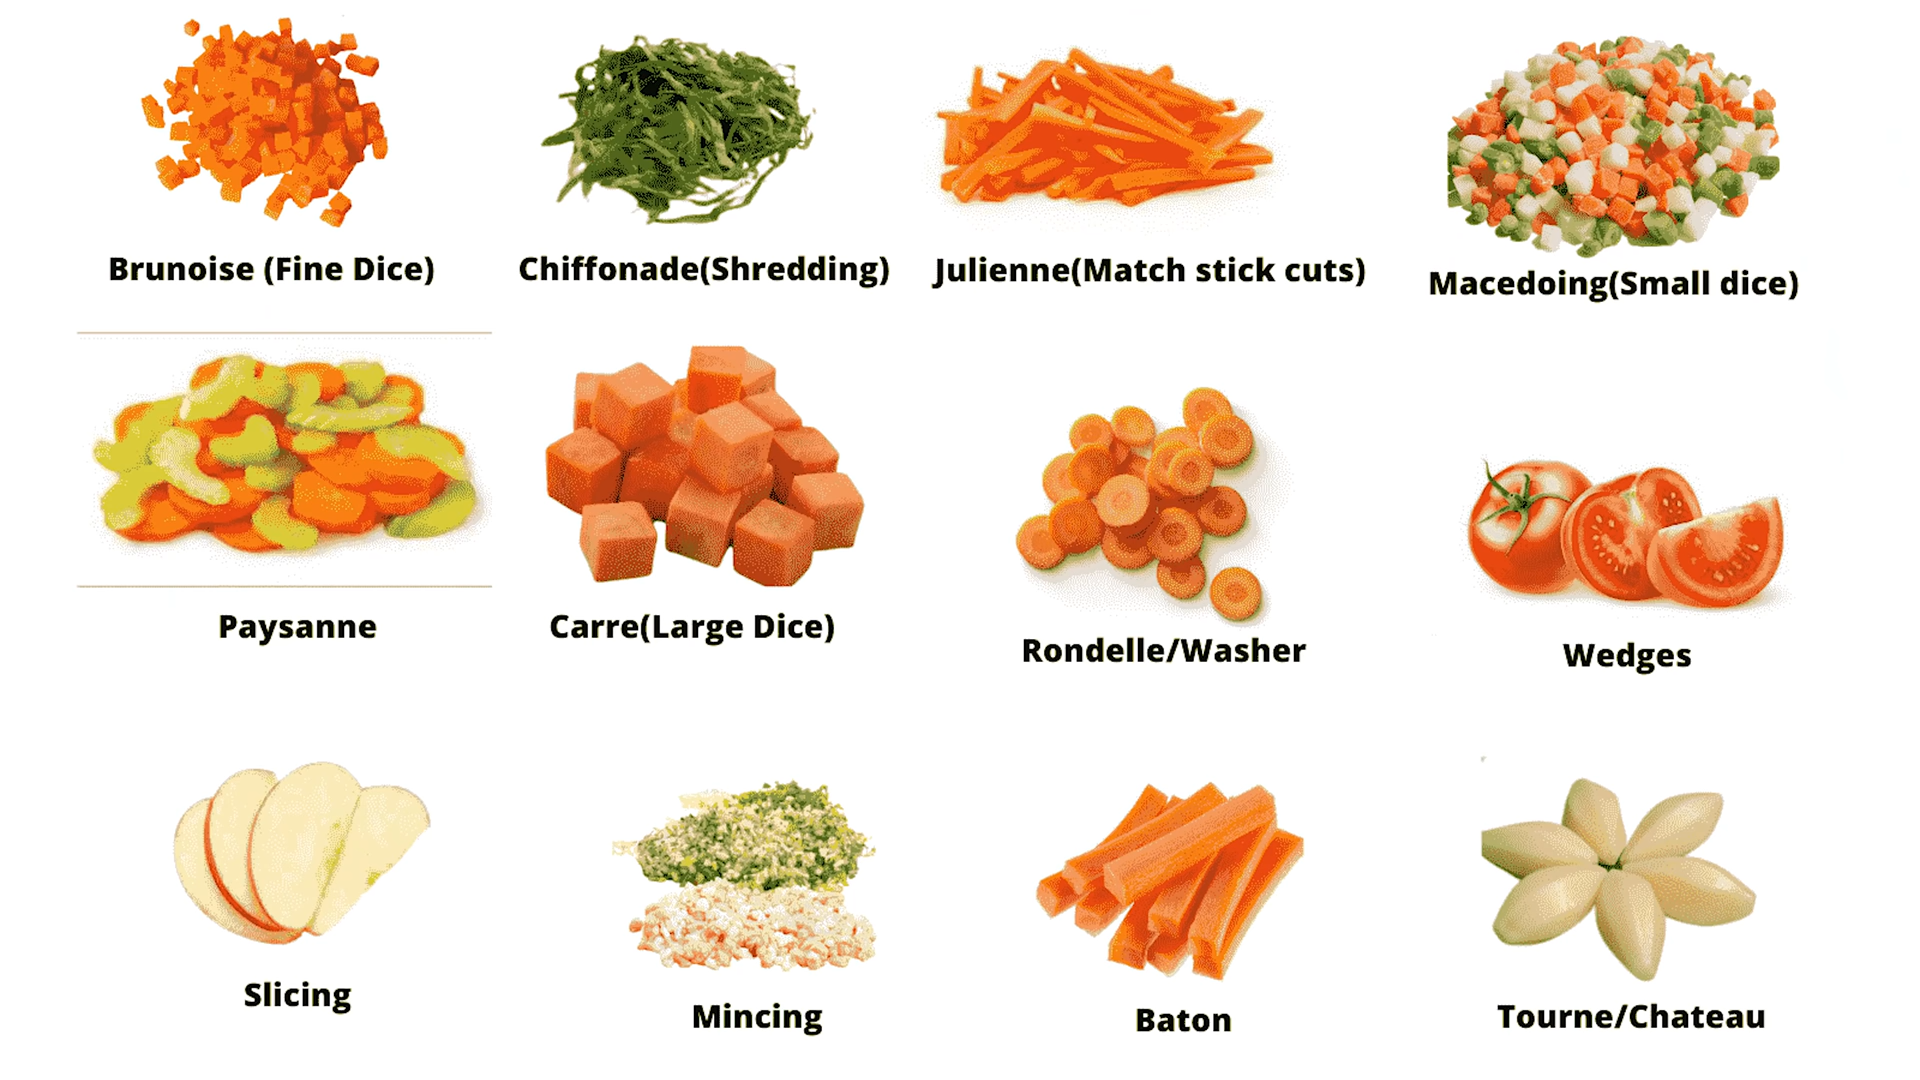 Brunoise (Fine Dice)
Chiffonade(Shredding)
Julienne(Match stick cuts)
Macedoing(Small dice)
Paysanne
Carre(Large Dice)
Rondelle/Washer
Wedges
Slicing
Mincing
Baton
Tourne/Chateau